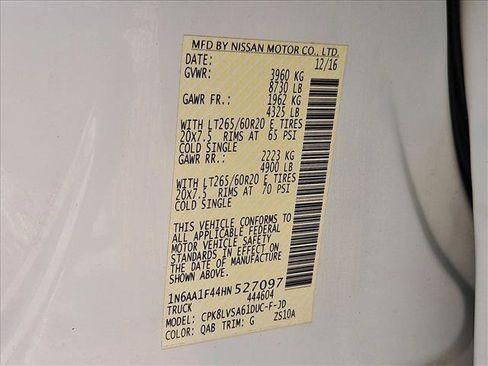 MFD BY NISSAN MOTOR CO., LTD.
DATE: 12/16
GVWR: 3960 KG
8730 LB
GAWR FR.: 1962 KG
4325 LB
WITH LT265/60R20 E TIRES
20X7.5 RIMS AT 65 PSI
COLD SINGLE
GAWR RR.: 2223 KG
4900 LB
WITH LT265/60R20 E TIRES
20X7.5 RIMS AT 70 PSI
COLD SINGLE
THIS VEHICLE CONFORMS TO
ALL APPLICABLE FEDERAL
MOTOR VEHICLE SAFETY
STANDARDS IN EFFECT ON
THE DATE OF MANUFACTURE
SHOWN ABOVE.
1N6AA1F44HN527097
TRUCK 444604
MODEL: CPK8LVSA61DUC-F-JD
COLOR: QAB TRIM: G ZS10A